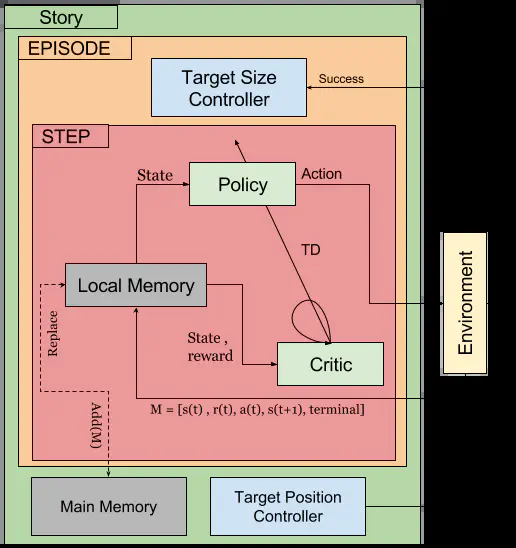 Story
EPISODE
Target Size
Controller
Success
STEP
State
Policy
Action
TD
Local Memory
Environment
Replace
State ,
reward
Critic
M = [s(t) , r(t), a(t), s(t+1), terminal]
Add(M)
Main Memory
Target Position
Controller